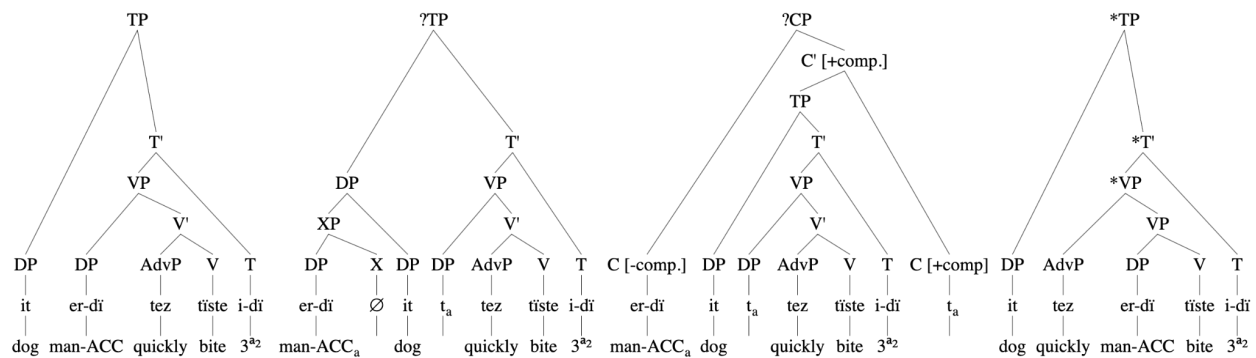 TP ?TP ?CP *TP
C' [+comp.]
TP
T' T' T' *T'
VP DP VP VP *VP
V' XP V' V' VP
DP DP AdvP V T DP X DP DP AdvP V T C [-comp.] DP DP AdvP V T C [+comp] DP AdvP DP V T
it er-dï tez tïste i-dï er-dï ∅ it tₐ tez tïste i-dï er-dï it tₐ tez tïste i-dï tₐ it tez er-dï tïste i-dï
dog man-ACC quickly bite 3ª₂ man-ACCₐ dog quickly bite 3ª₂ man-ACCₐ dog quickly bite 3ª₂ dog quickly man-ACC bite 3ª₂